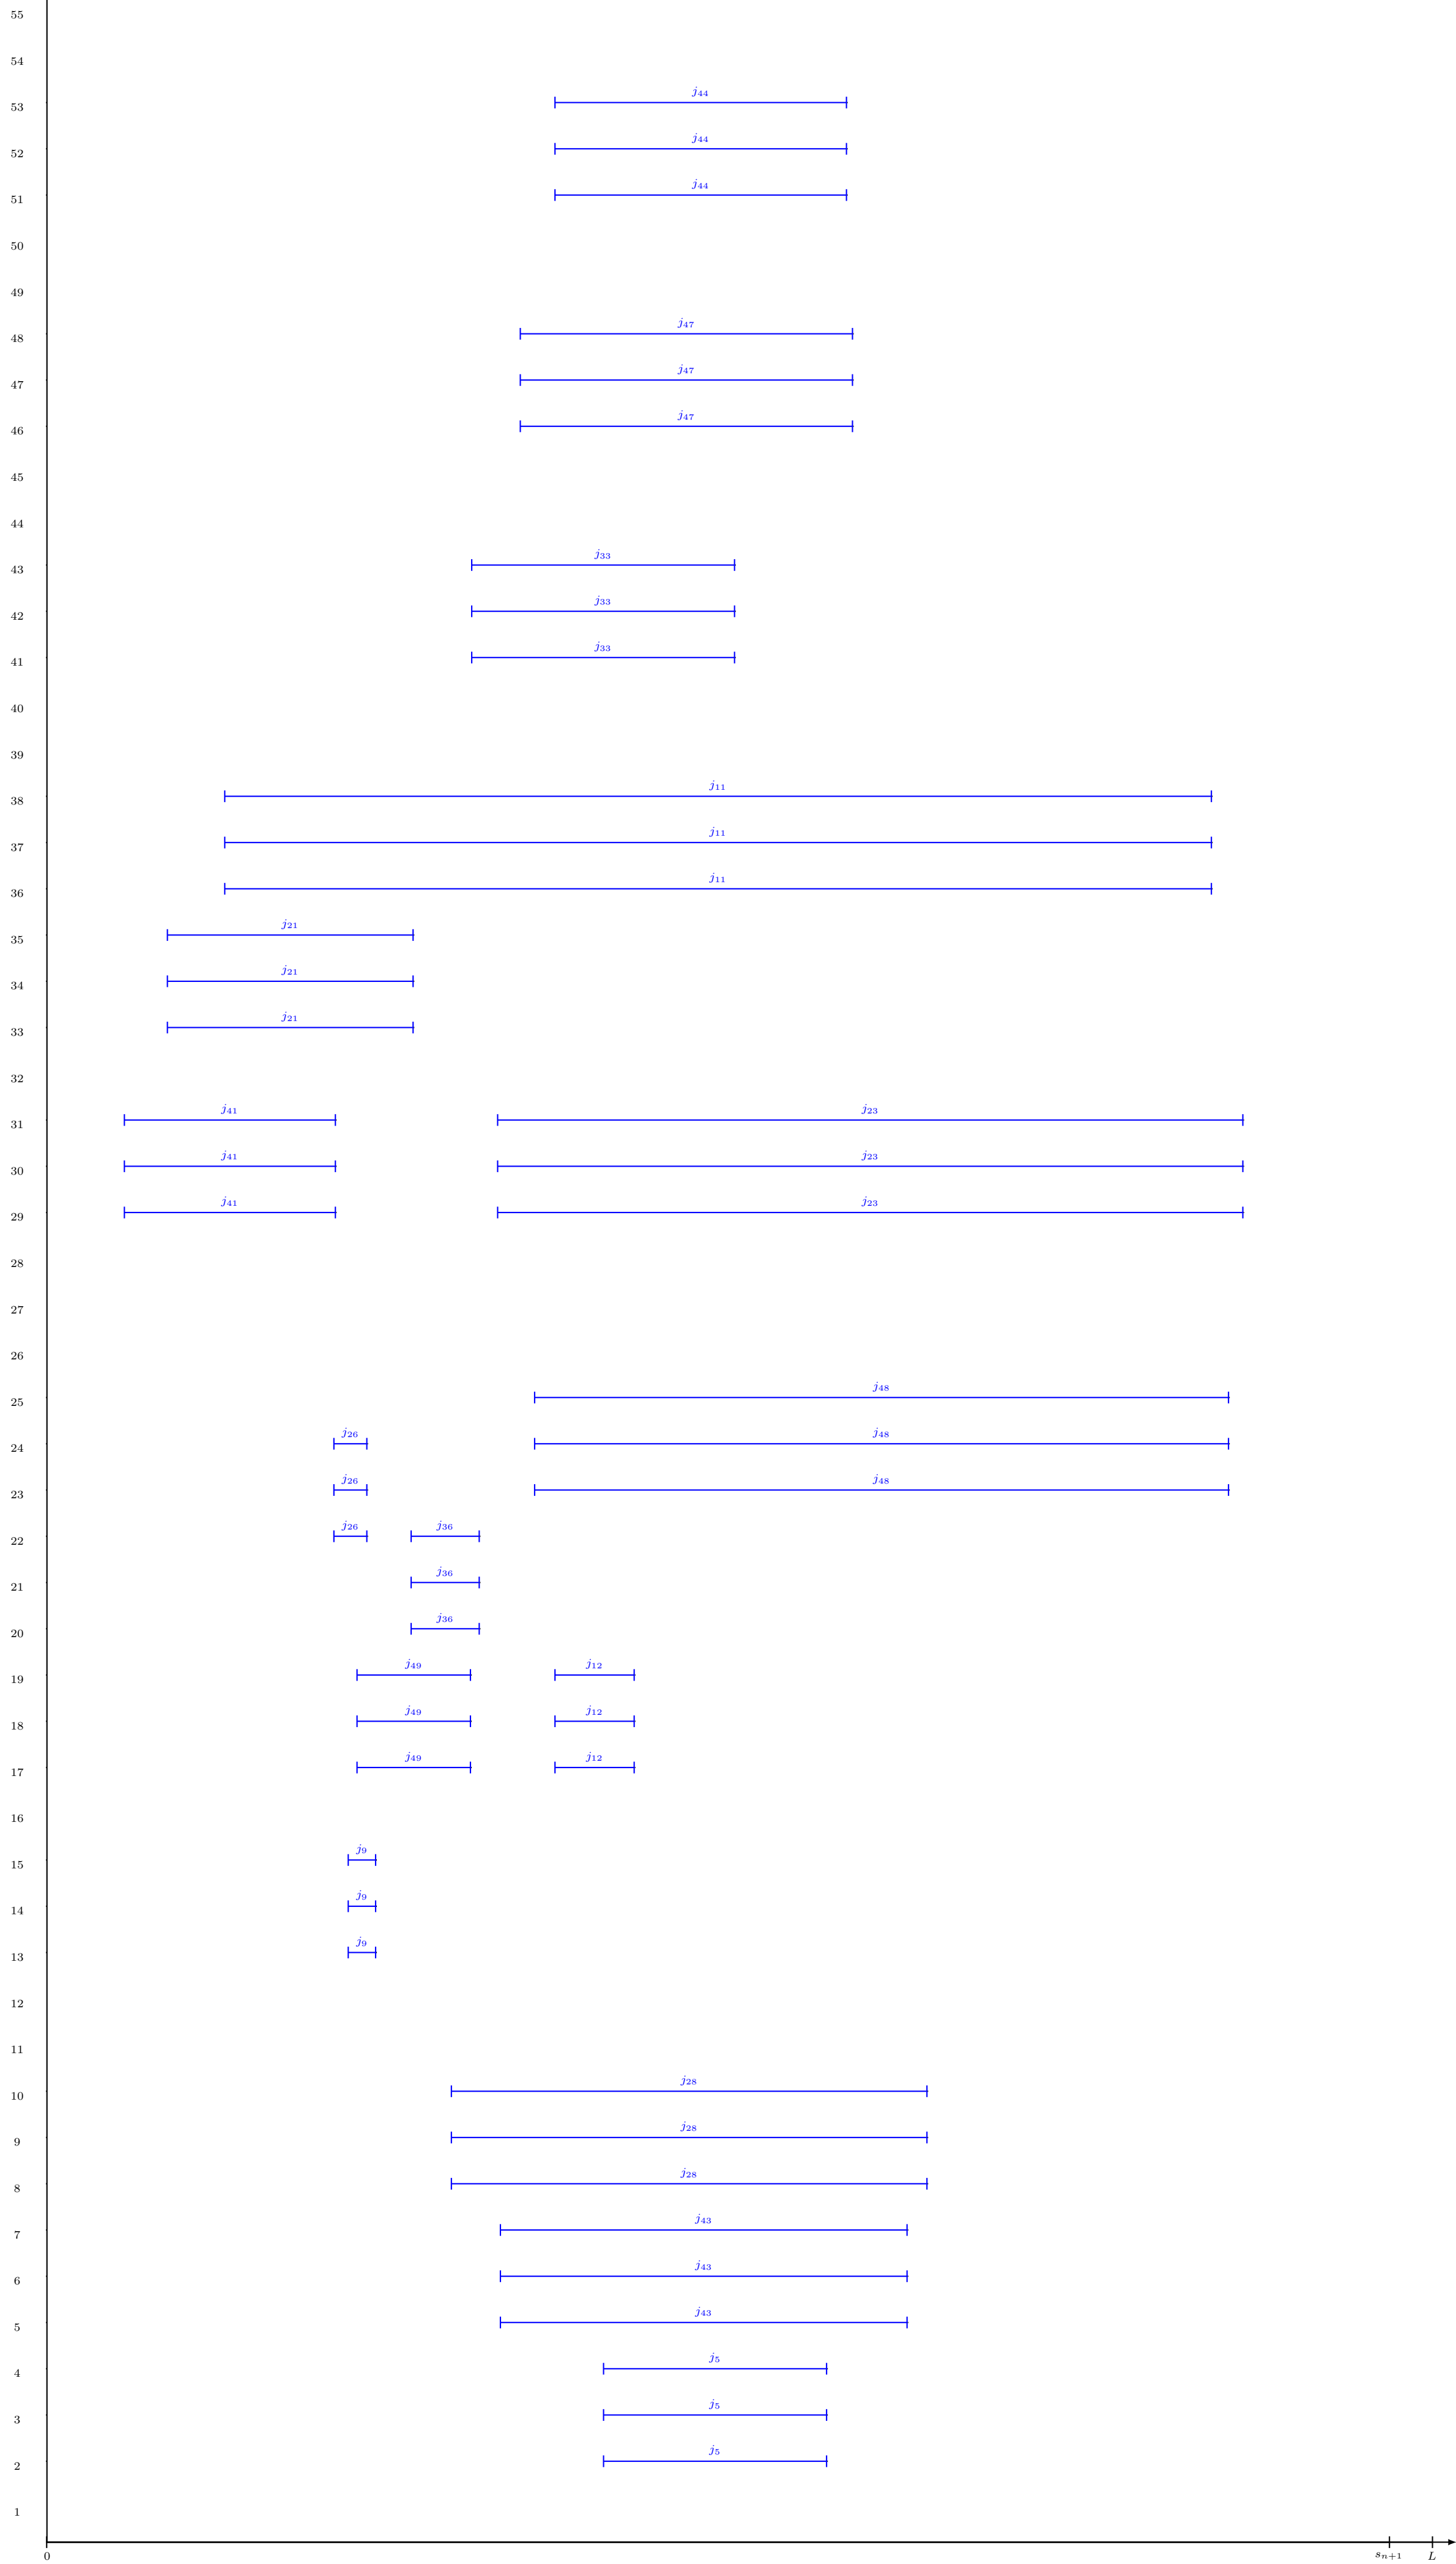 55
54
j₄₄
53
j₄₄
52
j₄₄
51
50
49
j₄₇
48
j₄₇
47
j₄₇
46
45
44
j₃₃
43
j₃₃
42
j₃₃
41
40
39
j₁₁
38
j₁₁
37
j₁₁
36
j₂₁
35
j₂₁
34
j₂₁
33
32
j₄₁ j₂₃
31
j₄₁ j₂₃
30
j₄₁ j₂₃
29
28
27
26
j₄₈
25
j₂₆ j₄₈
24
j₂₆ j₄₈
23
j₂₆ j₃₆
22
j₃₆
21
j₃₆
20
j₄₉ j₁₂
19
j₄₉ j₁₂
18
j₄₉ j₁₂
17
16
j₉
15
j₉
14
j₉
13
12
11
j₂₈
10
j₂₈
9
j₂₈
8
j₄₃
7
j₄₃
6
j₄₃
5
j₅
4
j₅
3
j₅
2
1
0 sₙ₊₁ L